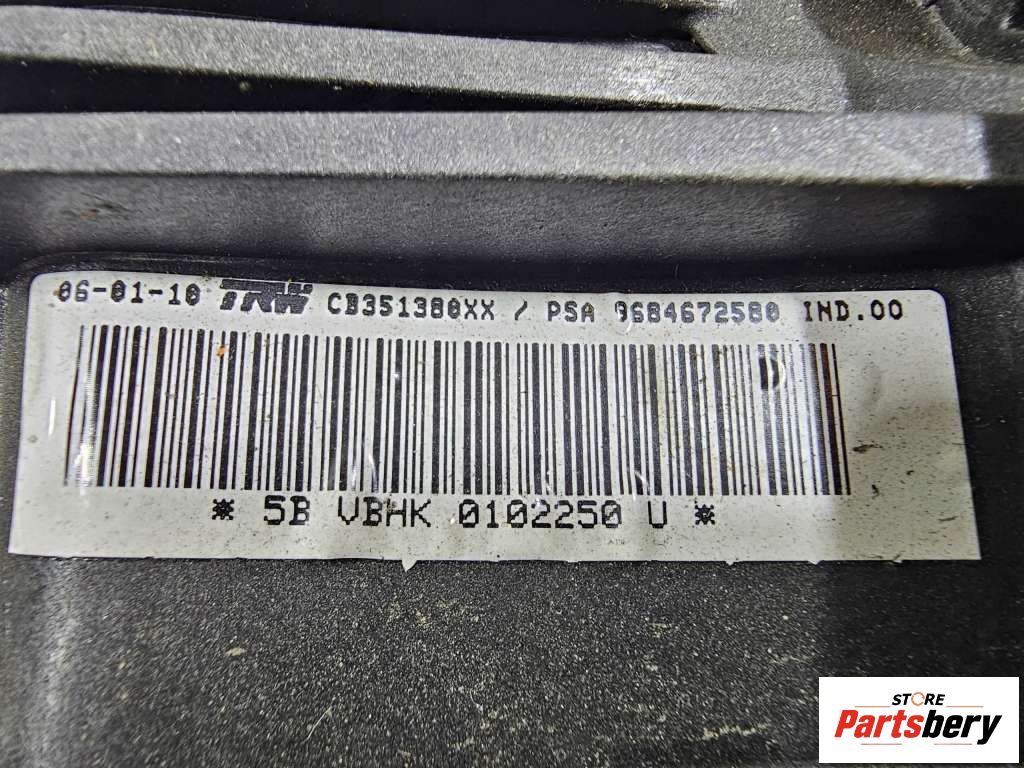 06-01-10 TRW CB351380XX / PSA 9684672580 IND.00
* 5B VBHK 0102250 U *
STORE
Partsbery